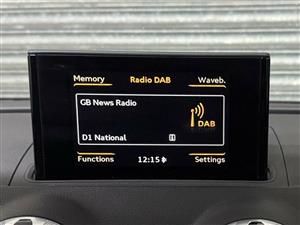 Memory Radio DAB Waveb.
GB News Radio
DAB
D1 National
Functions 12:15 Settings